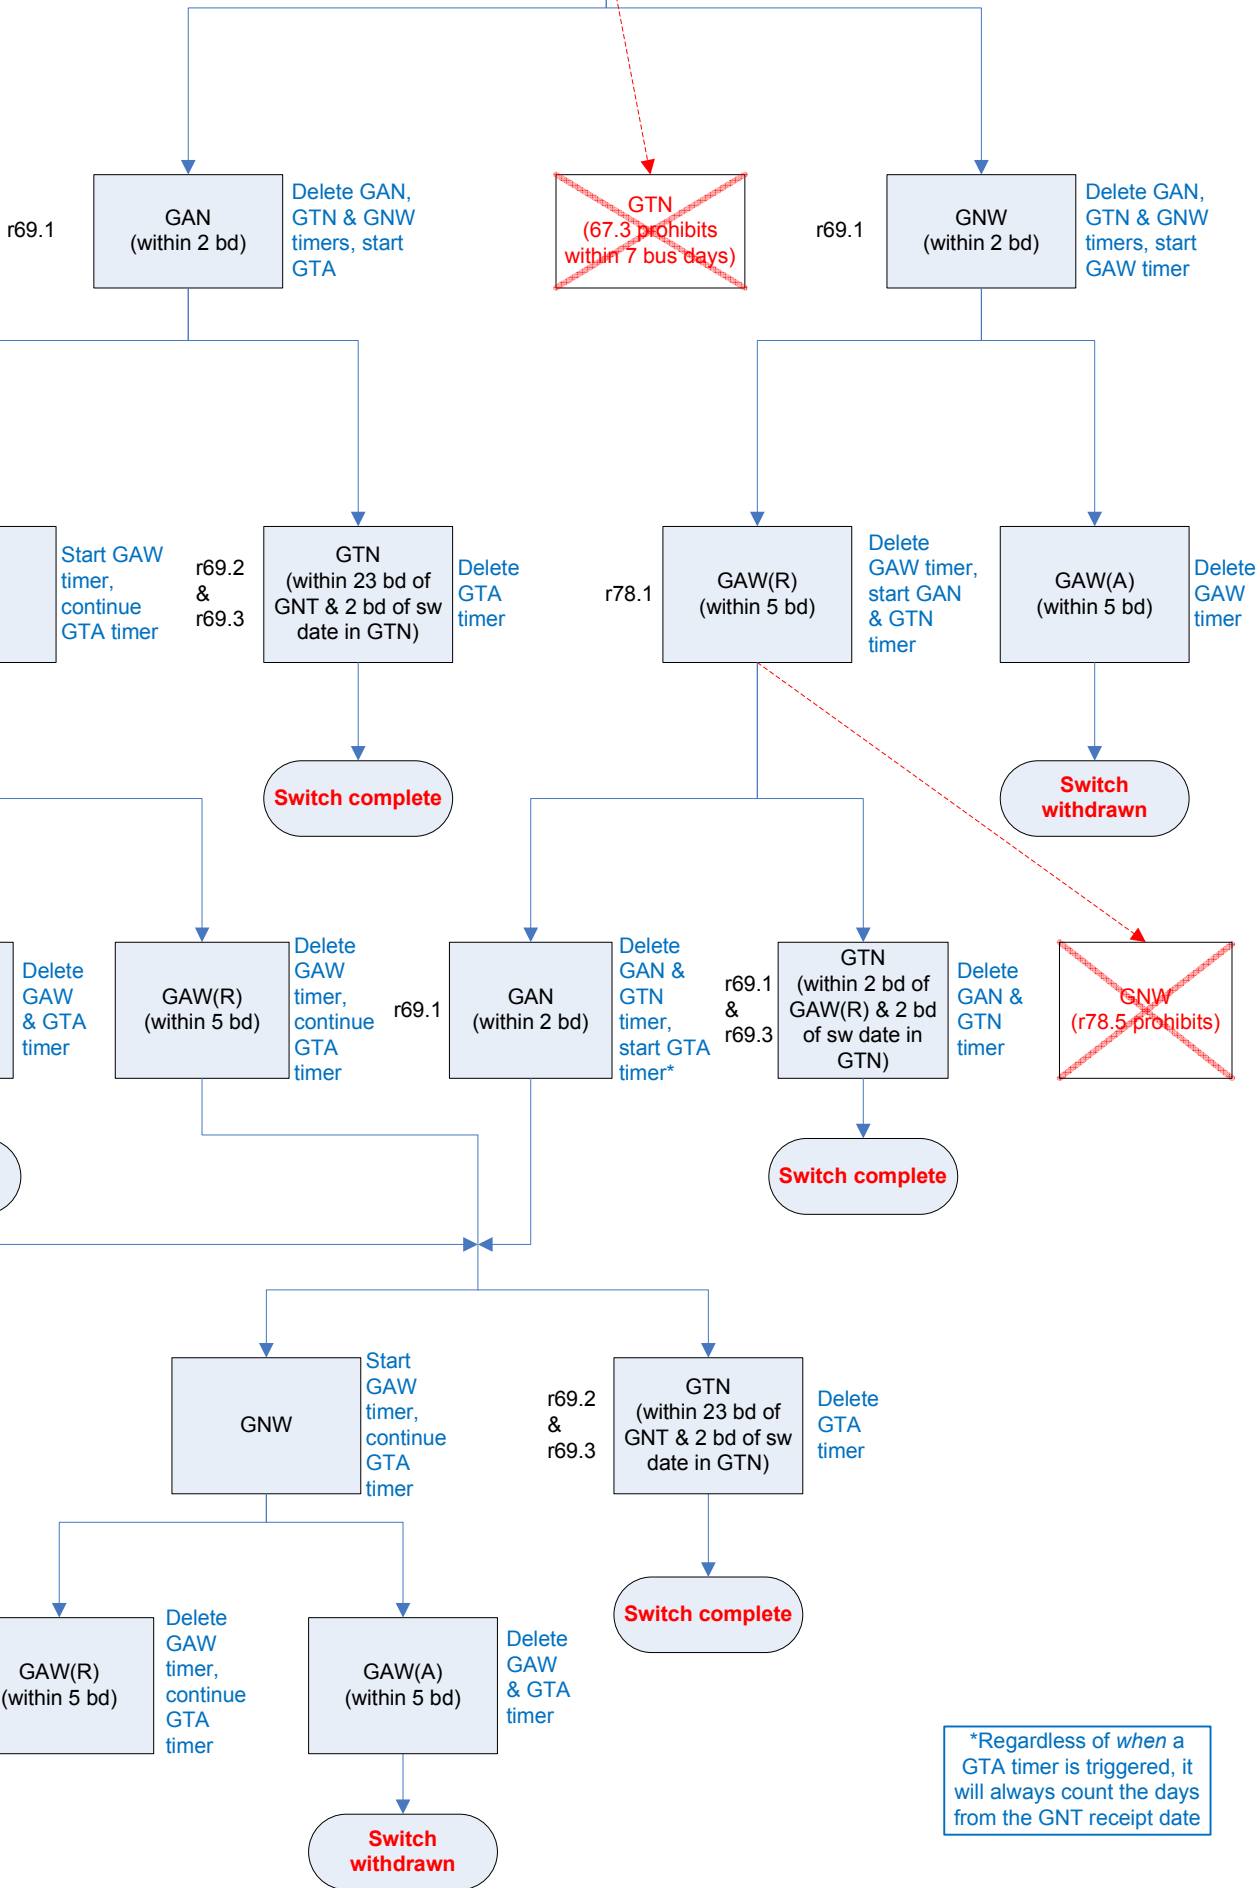 r69.1
GAN
(within 2 bd)
Delete GAN,
GTN & GNW
timers, start
GTA
GTN
(67.3 prohibits
within 7 bus days)
r69.1
GNW
(within 2 bd)
Delete GAN,
GTN & GNW
timers, start
GAW timer
Start GAW
timer,
continue
GTA timer
r69.2
&
r69.3
GTN
(within 23 bd of
GNT & 2 bd of sw
date in GTN)
Delete
GTA
timer
r78.1
GAW(R)
(within 5 bd)
Delete
GAW timer,
start GAN
& GTN
timer
GAW(A)
(within 5 bd)
Delete
GAW
timer
Switch complete
Switch
withdrawn
Delete
GAW
& GTA
timer
GAW(R)
(within 5 bd)
Delete
GAW
timer,
continue
GTA
timer
r69.1
GAN
(within 2 bd)
Delete
GAN &
GTN
timer,
start GTA
timer*
r69.1
&
r69.3
GTN
(within 2 bd of
GAW(R) & 2 bd
of sw date in
GTN)
Delete
GAN &
GTN
timer
GNW
(r78.5 prohibits)
Switch complete
GNW
Start
GAW
timer,
continue
GTA
timer
r69.2
&
r69.3
GTN
(within 23 bd of
GNT & 2 bd of sw
date in GTN)
Delete
GTA
timer
Switch complete
GAW(R)
(within 5 bd)
Delete
GAW
timer,
continue
GTA
timer
GAW(A)
(within 5 bd)
Delete
GAW
& GTA
timer
Switch
withdrawn
*Regardless of when a
GTA timer is triggered, it
will always count the days
from the GNT receipt date